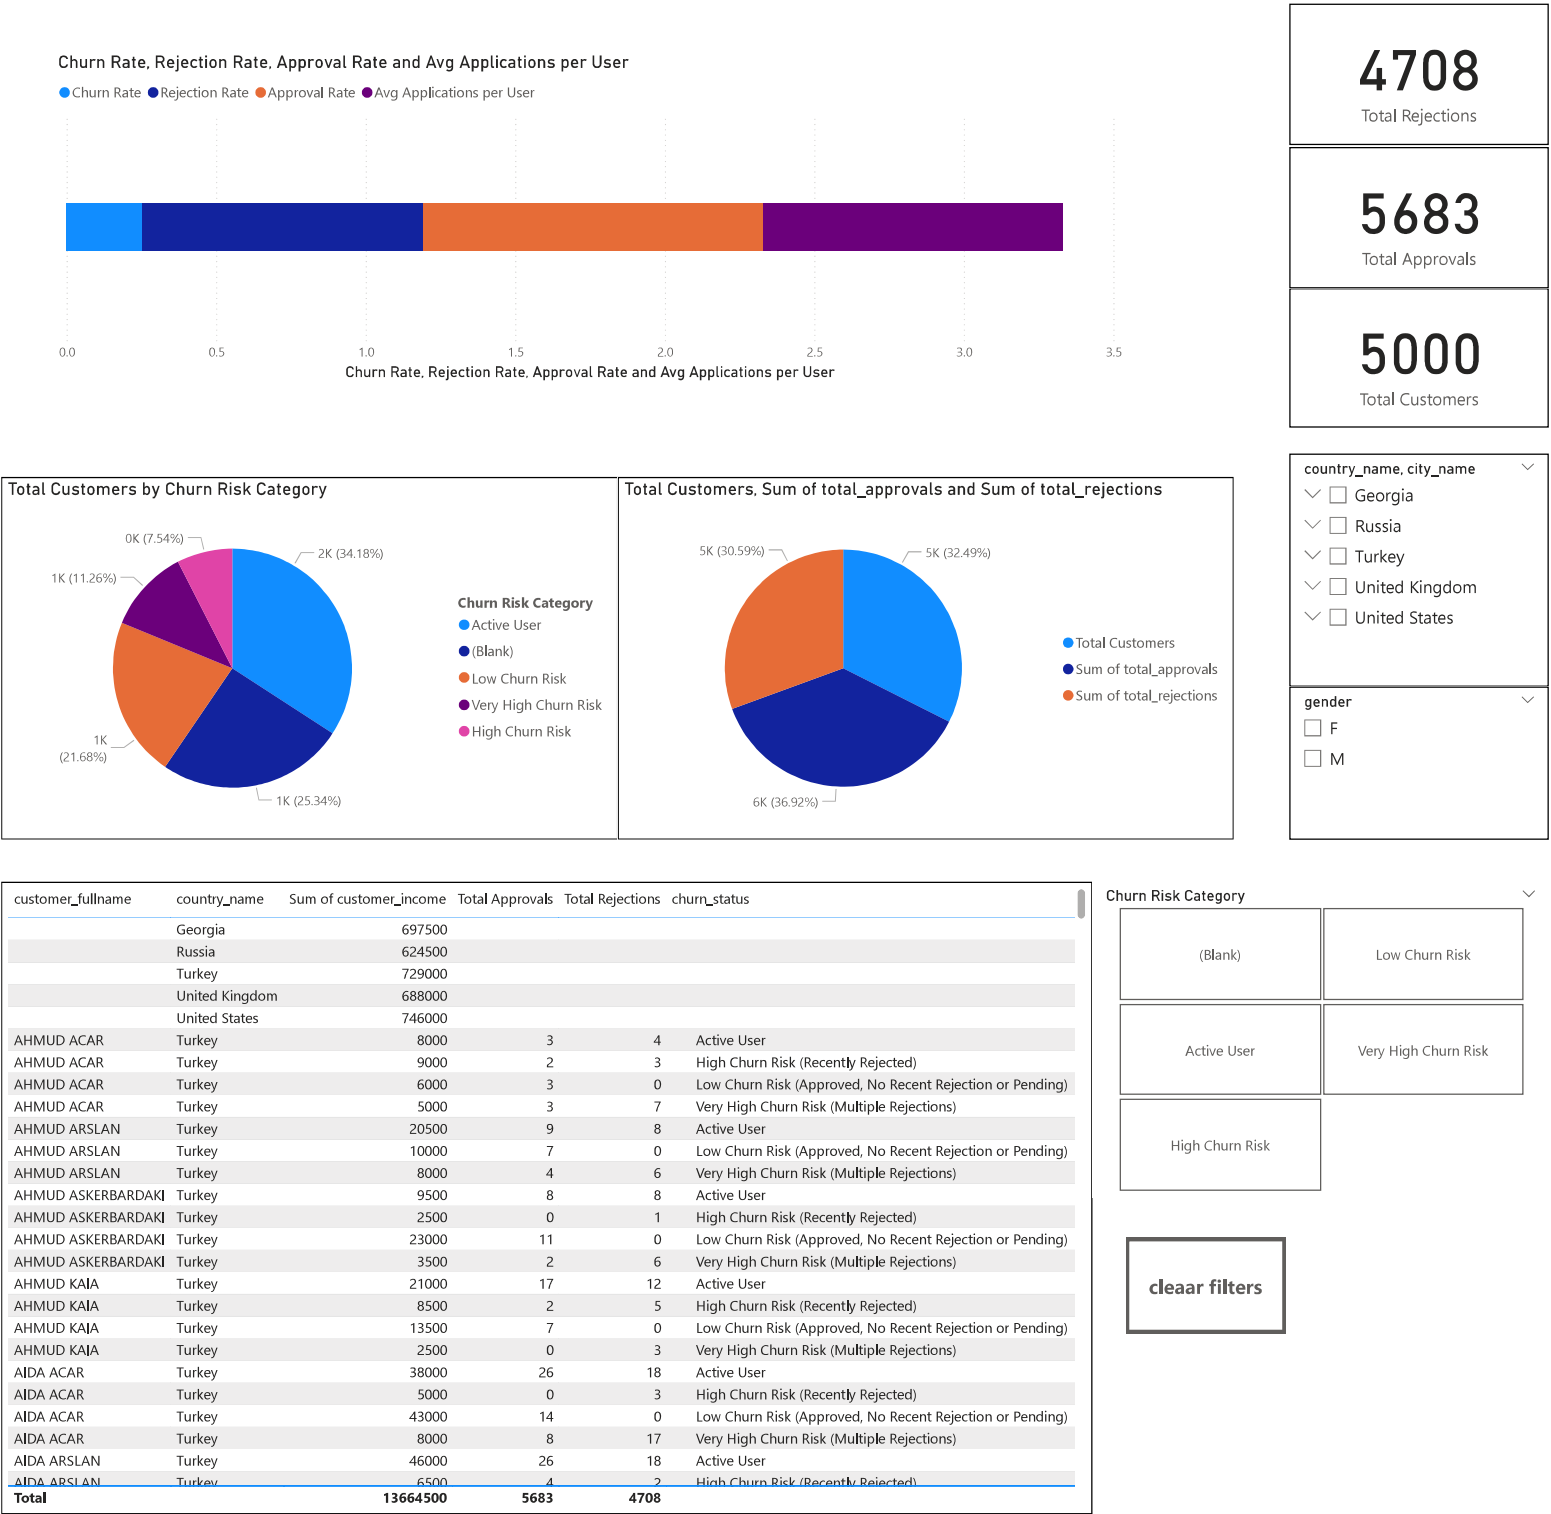 Churn Rate, Rejection Rate, Approval Rate and Avg Applications per User
Churn Rate Rejection Rate Approval Rate Avg Applications per User
0.0 0.5 1.0 1.5 2.0 2.5 3.0 3.5
Churn Rate, Rejection Rate, Approval Rate and Avg Applications per User
4708
Total Rejections
5683
Total Approvals
5000
Total Customers
Total Customers by Churn Risk Category
0K (7.54%)
2K (34.18%)
1K (11.26%)
1K
(21.68%)
1K (25.34%)
Churn Risk Category
Active User
(Blank)
Low Churn Risk
Very High Churn Risk
High Churn Risk
Total Customers, Sum of total_approvals and Sum of total_rejections
5K (30.59%)
5K (32.49%)
6K (36.92%)
Total Customers
Sum of total_approvals
Sum of total_rejections
country_name, city_name
Georgia
Russia
Turkey
United Kingdom
United States
gender
F
M
customer_fullname country_name Sum of customer_income Total Approvals Total Rejections churn_status
Georgia 697500
Russia 624500
Turkey 729000
United Kingdom 688000
United States 746000
AHMUD ACAR Turkey 8000 3 4 Active User
AHMUD ACAR Turkey 9000 2 3 High Churn Risk (Recently Rejected)
AHMUD ACAR Turkey 6000 3 0 Low Churn Risk (Approved, No Recent Rejection or Pending)
AHMUD ACAR Turkey 5000 3 7 Very High Churn Risk (Multiple Rejections)
AHMUD ARSLAN Turkey 20500 9 8 Active User
AHMUD ARSLAN Turkey 10000 7 0 Low Churn Risk (Approved, No Recent Rejection or Pending)
AHMUD ARSLAN Turkey 8000 4 6 Very High Churn Risk (Multiple Rejections)
AHMUD ASKERBARDAKI Turkey 9500 8 8 Active User
AHMUD ASKERBARDAKI Turkey 2500 0 1 High Churn Risk (Recently Rejected)
AHMUD ASKERBARDAKI Turkey 23000 11 0 Low Churn Risk (Approved, No Recent Rejection or Pending)
AHMUD ASKERBARDAKI Turkey 3500 2 6 Very High Churn Risk (Multiple Rejections)
AHMUD KAIA Turkey 21000 17 12 Active User
AHMUD KAIA Turkey 8500 2 5 High Churn Risk (Recently Rejected)
AHMUD KAIA Turkey 13500 7 0 Low Churn Risk (Approved, No Recent Rejection or Pending)
AHMUD KAIA Turkey 2500 0 3 Very High Churn Risk (Multiple Rejections)
AIDA ACAR Turkey 38000 26 18 Active User
AIDA ACAR Turkey 5000 0 3 High Churn Risk (Recently Rejected)
AIDA ACAR Turkey 43000 14 0 Low Churn Risk (Approved, No Recent Rejection or Pending)
AIDA ACAR Turkey 8000 8 17 Very High Churn Risk (Multiple Rejections)
AIDA ARSLAN Turkey 46000 26 18 Active User
AIDA ARSLAN Turkey 6500 4 2 High Churn Risk (Recently Rejected)
Total 13664500 5683 4708
Churn Risk Category
(Blank)
Low Churn Risk
Active User
Very High Churn Risk
High Churn Risk
cleaar filters